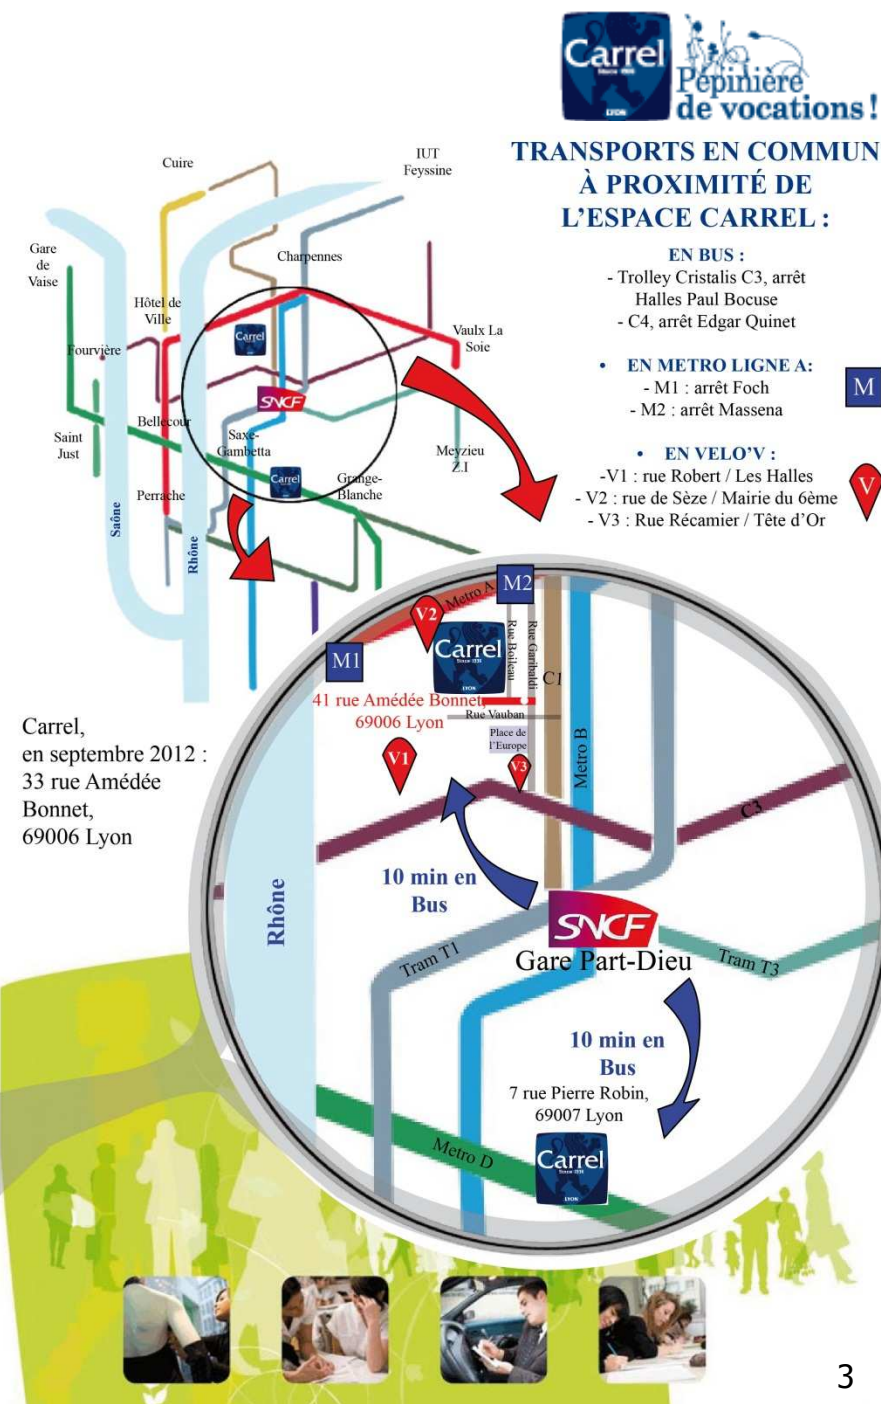 Carrel
Since 1896
LYON
Pépinière
de vocations !
TRANSPORTS EN COMMUN
À PROXIMITÉ DE
L'ESPACE CARREL :
EN BUS :
- Trolley Cristalis C3, arrêt
Halles Paul Bocuse
- C4, arrêt Edgar Quinet
• EN METRO LIGNE A:
- M1 : arrêt Foch
- M2 : arrêt Massena
M
• EN VELO'V :
-V1 : rue Robert / Les Halles
- V2 : rue de Sèze / Mairie du 6ème
- V3 : Rue Récamier / Tête d'Or
V
Cuire
IUT
Feyssine
Gare
de
Vaise
Charpennes
Hôtel de
Ville
Carrel
Vaulx La
Soie
Fourvière
SNCF
Bellecour
Saint
Just
Saxe-
Gambetta
Meyzieu
Z.I
Carrel
Grange-
Blanche
Perrache
Saône
Rhône
M2
Metro A
V2
M1
Carrel
LYON
Rue Boileau
Rue Garibaldi
C1
41 rue Amédée Bonnet,
69006 Lyon
Rue Vauban
Place de
l'Europe
V1
V3
Metro B
C3
Carrel,
en septembre 2012 :
33 rue Amédée
Bonnet,
69006 Lyon
10 min en
Bus
Rhône
SNCF
Gare Part-Dieu
Tram T1
Tram T3
10 min en
Bus
7 rue Pierre Robin,
69007 Lyon
Metro D
Carrel
LYON
3